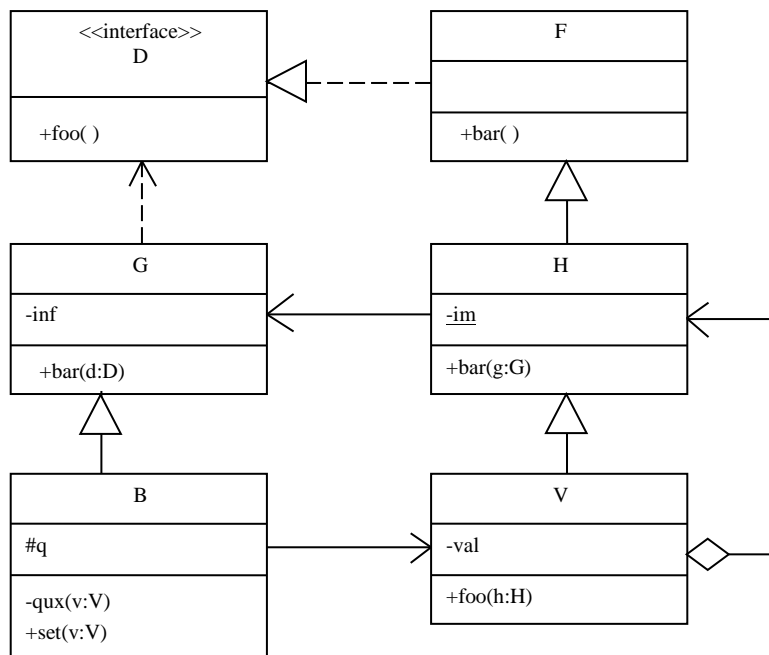 <<interface>>
D
+foo( )
F
+bar( )
G
-inf
+bar(d:D)
H
-im
+bar(g:G)
B
#q
-qux(v:V)
+set(v:V)
V
-val
+foo(h:H)